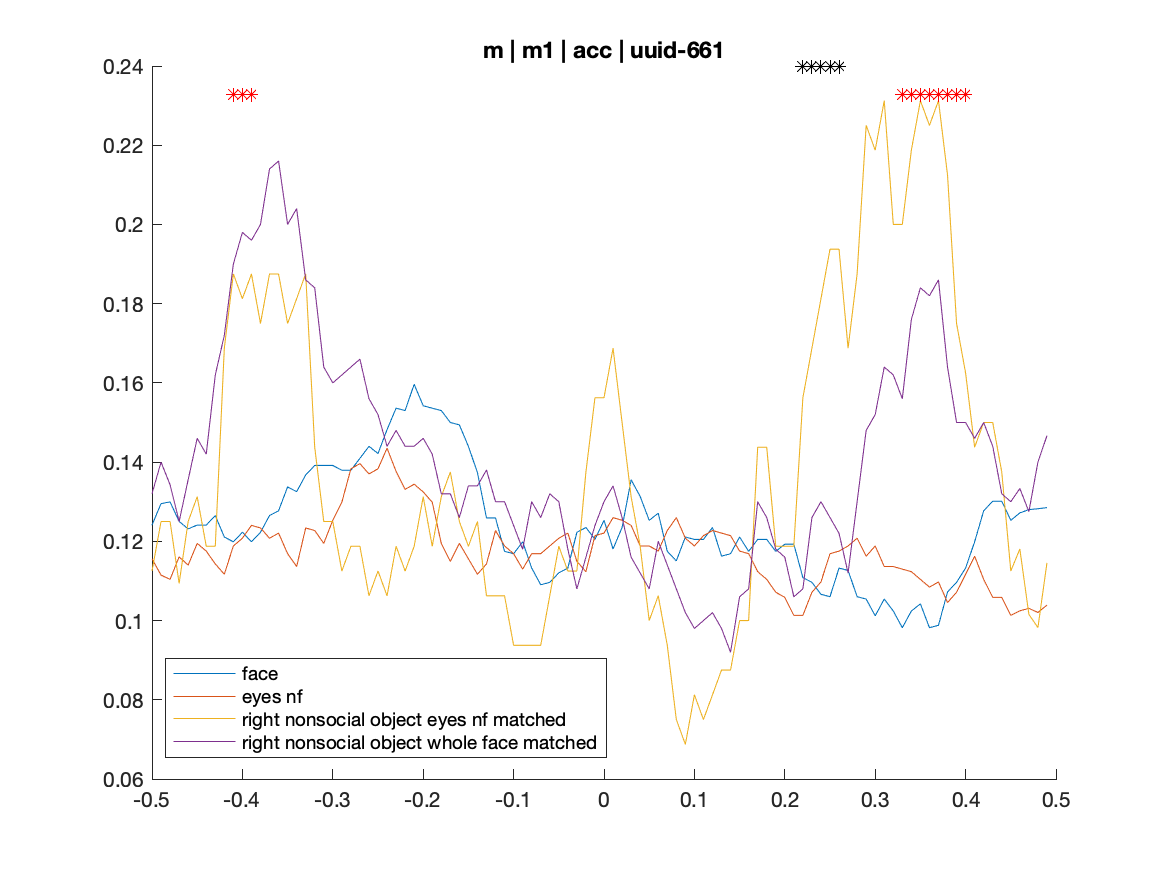 m | m1 | acc | uuid-661
0.24
0.22
0.2
0.18
0.16
0.14
0.12
0.1
0.08
0.06
face
eyes nf
right nonsocial object eyes nf matched
right nonsocial object whole face matched
-0.5 -0.4 -0.3 -0.2 -0.1 0 0.1 0.2 0.3 0.4 0.5